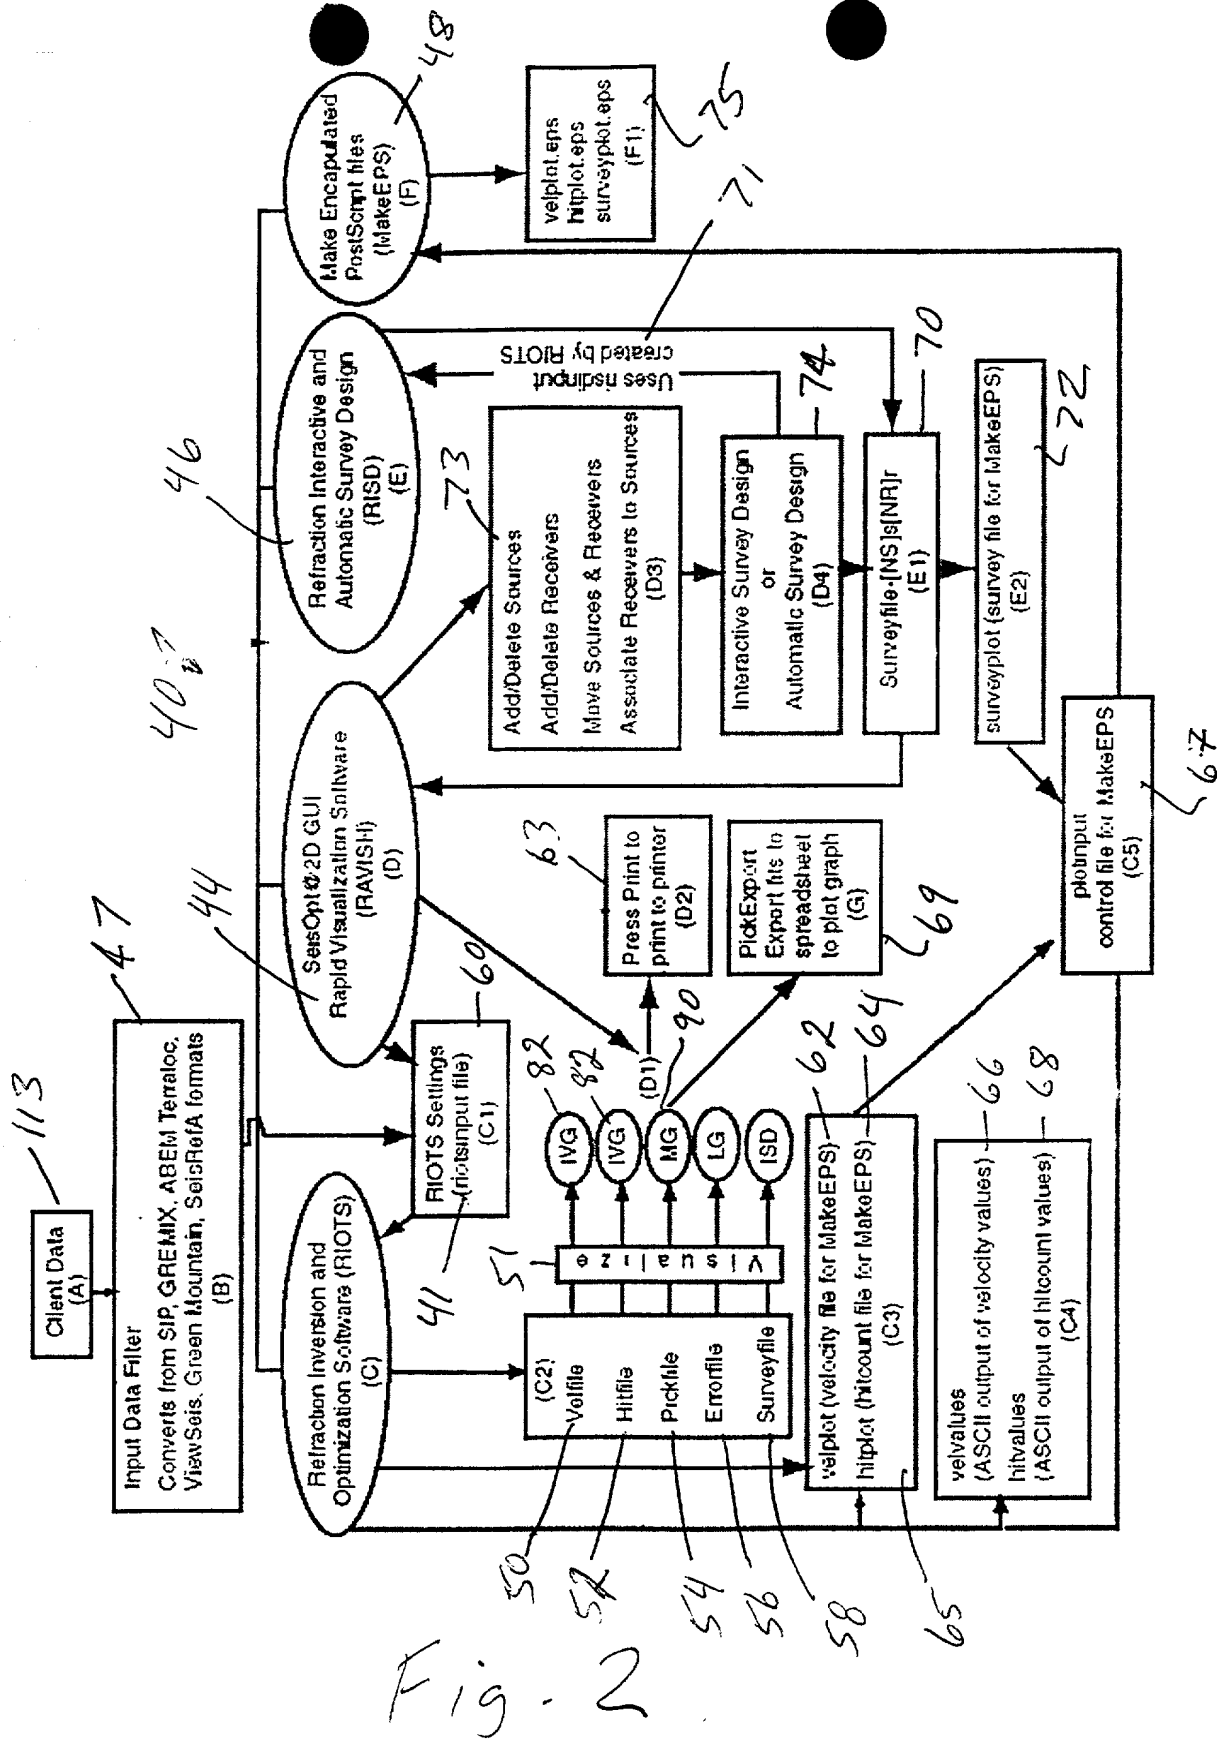 113
Client Data
(A)
47
Input Data Filter
Converts from SIP, GREMIX, ABEM Terraloc,
ViewSeis, Green Mountain, SeisRefA formats
(B)
40
Refraction Inversion and
Optimization Software (RIOTS)
(C)
44
SeisOpt®2D GUI
Rapid Visualization Software
(RAVISH)
(D)
46
Refraction Interactive and
Automatic Survey Design
(RISD)
(E)
Make Encapulated
PostScript files
(MakeEPS)
(F)
48
41
RIOTS Settings
(riotsinput file)
(C1)
60
velplot.eps
hitplot.eps
surveyplot.eps
(F1)
75
Uses risdinput
created by RIOTS
71
73
Add/Delete Sources
Add/Delete Receivers
Move Sources & Receivers
Associate Receivers to Sources
(D3)
51
visualize
(C2)
Velfile
Hitfile
Pickfile
Errorfile
Surveyfile
50
52
54
56
58
IVG
IVG
MG
LG
ISD
82
82
90
(D1)
63
Press Print to
print to printer
(D2)
PickExport
Export fits to
spreadsheet
to plot graph
(G)
69
Interactive Survey Design
or
Automatic Survey Design
(D4)
74
Surveyfile-[NS]s[NR]r
(E1)
70
surveyplot (survey file for MakeEPS)
(E2)
72
velplot (velocity file for MakeEPS)
hitplot (hitcount file for MakeEPS)
(C3)
62
64
65
velvalues
(ASCII output of velocity values)
hitvalues
(ASCII output of hitcount values)
(C4)
66
68
plotinput
control file for MakeEPS
(C5)
67
Fig. 2